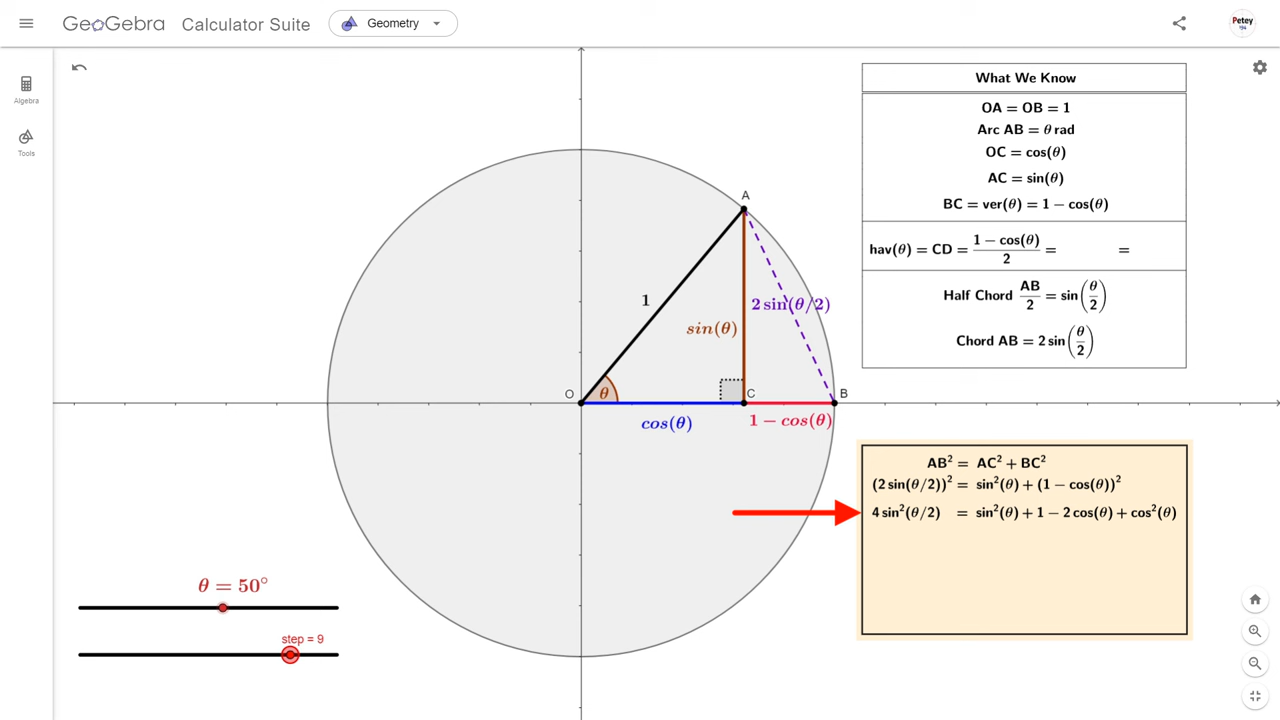 GeoGebra Calculator Suite Geometry
Petey
Algebra
Tools
What We Know
OA = OB = 1
Arc AB = θ rad
OC = cos(θ)
AC = sin(θ)
BC = ver(θ) = 1 − cos(θ)
hav(θ) = CD = (1 − cos(θ))/2 = =
Half Chord AB/2 = sin(θ/2)
Chord AB = 2 sin(θ/2)
A
1
2 sin(θ/2)
sin(θ)
O
θ
C
B
cos(θ)
1 − cos(θ)
AB² = AC² + BC²
(2 sin(θ/2))² = sin²(θ) + (1 − cos(θ))²
4 sin²(θ/2) = sin²(θ) + 1 − 2 cos(θ) + cos²(θ)
θ = 50°
step = 9